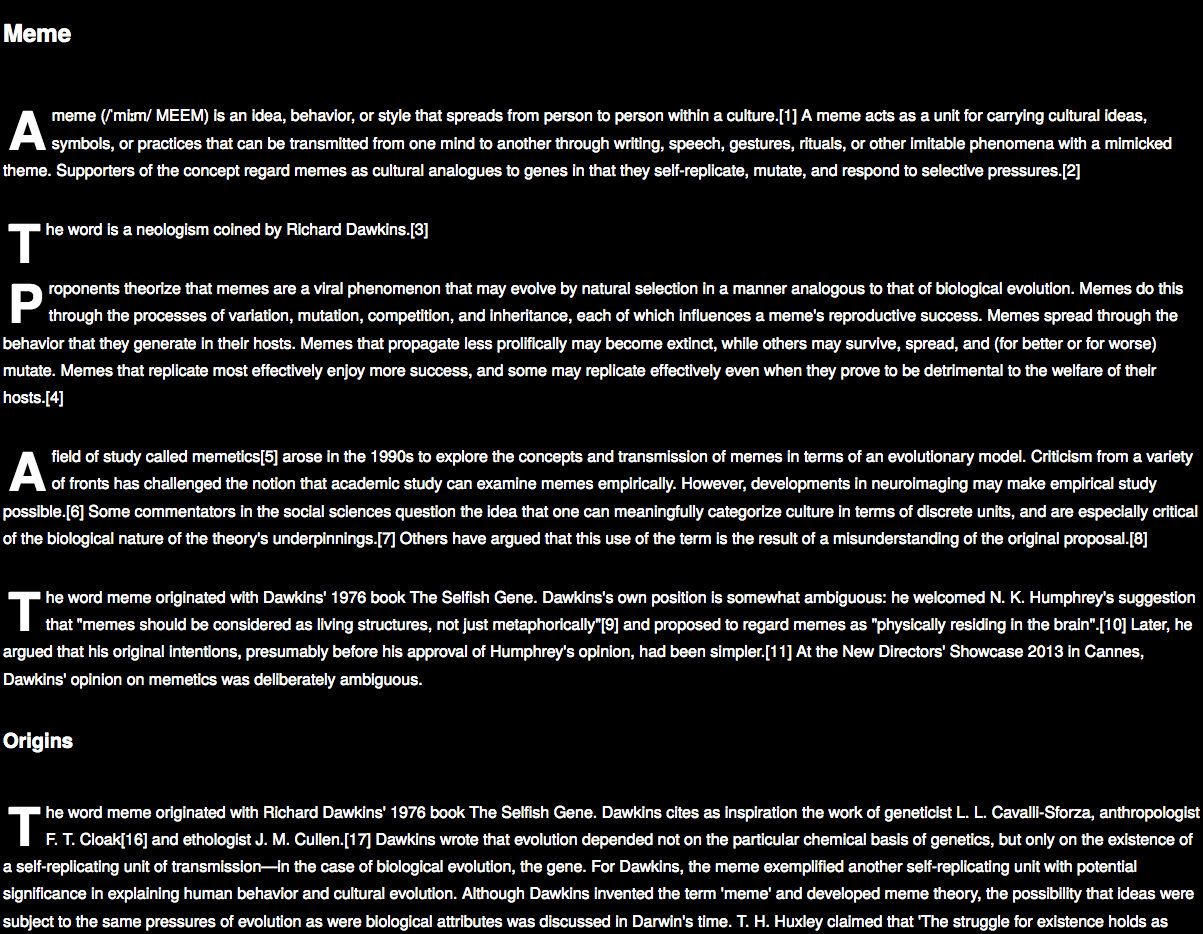 Meme
A meme (/ˈmiːm/ MEEM) is an idea, behavior, or style that spreads from person to person within a culture.[1] A meme acts as a unit for carrying cultural ideas,
symbols, or practices that can be transmitted from one mind to another through writing, speech, gestures, rituals, or other imitable phenomena with a mimicked
theme. Supporters of the concept regard memes as cultural analogues to genes in that they self-replicate, mutate, and respond to selective pressures.[2]
The word is a neologism coined by Richard Dawkins.[3]
Proponents theorize that memes are a viral phenomenon that may evolve by natural selection in a manner analogous to that of biological evolution. Memes do this
through the processes of variation, mutation, competition, and inheritance, each of which influences a meme's reproductive success. Memes spread through the
behavior that they generate in their hosts. Memes that propagate less prolifically may become extinct, while others may survive, spread, and (for better or for worse)
mutate. Memes that replicate most effectively enjoy more success, and some may replicate effectively even when they prove to be detrimental to the welfare of their
hosts.[4]
A field of study called memetics[5] arose in the 1990s to explore the concepts and transmission of memes in terms of an evolutionary model. Criticism from a variety
of fronts has challenged the notion that academic study can examine memes empirically. However, developments in neuroimaging may make empirical study
possible.[6] Some commentators in the social sciences question the idea that one can meaningfully categorize culture in terms of discrete units, and are especially critical
of the biological nature of the theory's underpinnings.[7] Others have argued that this use of the term is the result of a misunderstanding of the original proposal.[8]
The word meme originated with Dawkins' 1976 book The Selfish Gene. Dawkins's own position is somewhat ambiguous: he welcomed N. K. Humphrey's suggestion
that "memes should be considered as living structures, not just metaphorically"[9] and proposed to regard memes as "physically residing in the brain".[10] Later, he
argued that his original intentions, presumably before his approval of Humphrey's opinion, had been simpler.[11] At the New Directors' Showcase 2013 in Cannes,
Dawkins' opinion on memetics was deliberately ambiguous.
Origins
The word meme originated with Richard Dawkins' 1976 book The Selfish Gene. Dawkins cites as inspiration the work of geneticist L. L. Cavalli-Sforza, anthropologist
F. T. Cloak[16] and ethologist J. M. Cullen.[17] Dawkins wrote that evolution depended not on the particular chemical basis of genetics, but only on the existence of
a self-replicating unit of transmission—in the case of biological evolution, the gene. For Dawkins, the meme exemplified another self-replicating unit with potential
significance in explaining human behavior and cultural evolution. Although Dawkins invented the term 'meme' and developed meme theory, the possibility that ideas were
subject to the same pressures of evolution as were biological attributes was discussed in Darwin's time. T. H. Huxley claimed that 'The struggle for existence holds as